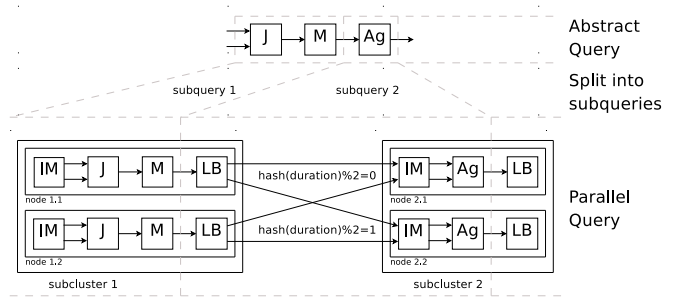 J M Ag
Abstract
Query
subquery 1 subquery 2
Split into
subqueries
IM J M LB hash(duration)%2=0 IM Ag LB
node 1.1 node 2.1
Parallel
Query
IM J M LB hash(duration)%2=1 IM Ag LB
node 1.2 node 2.2
subcluster 1 subcluster 2